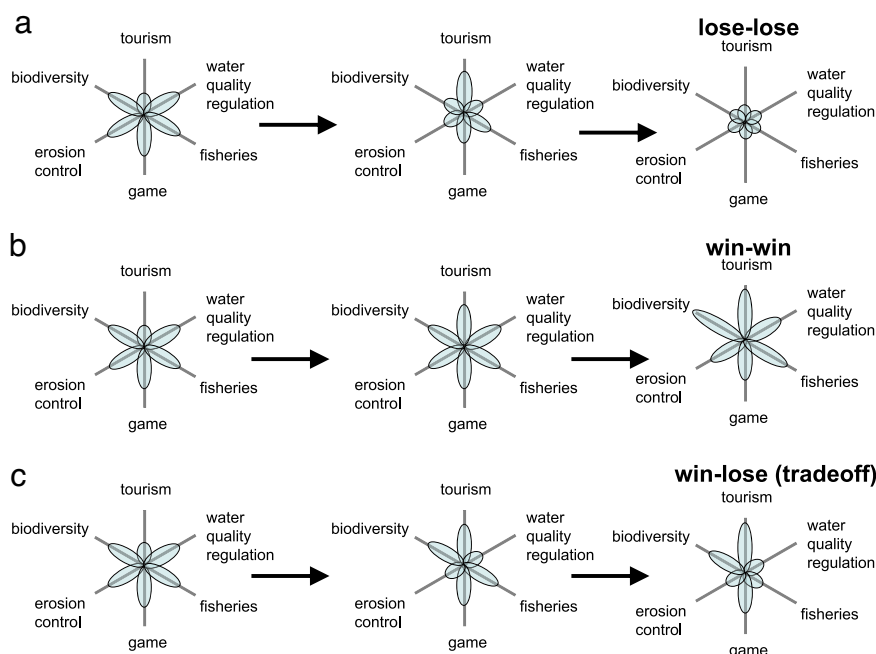 a
tourism
biodiversity
water
quality
regulation
erosion
control
fisheries
game
biodiversity
water
quality
regulation
erosion
control
fisheries
game
lose-lose
tourism
biodiversity
water
quality
regulation
erosion
control
fisheries
game
b
tourism
biodiversity
water
quality
regulation
erosion
control
fisheries
game
tourism
biodiversity
water
quality
regulation
erosion
control
fisheries
game
win-win
tourism
biodiversity
water
quality
regulation
erosion
control
fisheries
game
c
tourism
biodiversity
water
quality
regulation
erosion
control
fisheries
game
tourism
biodiversity
water
quality
regulation
erosion
control
fisheries
game
win-lose (tradeoff)
tourism
biodiversity
water
quality
regulation
erosion
control
fisheries
game